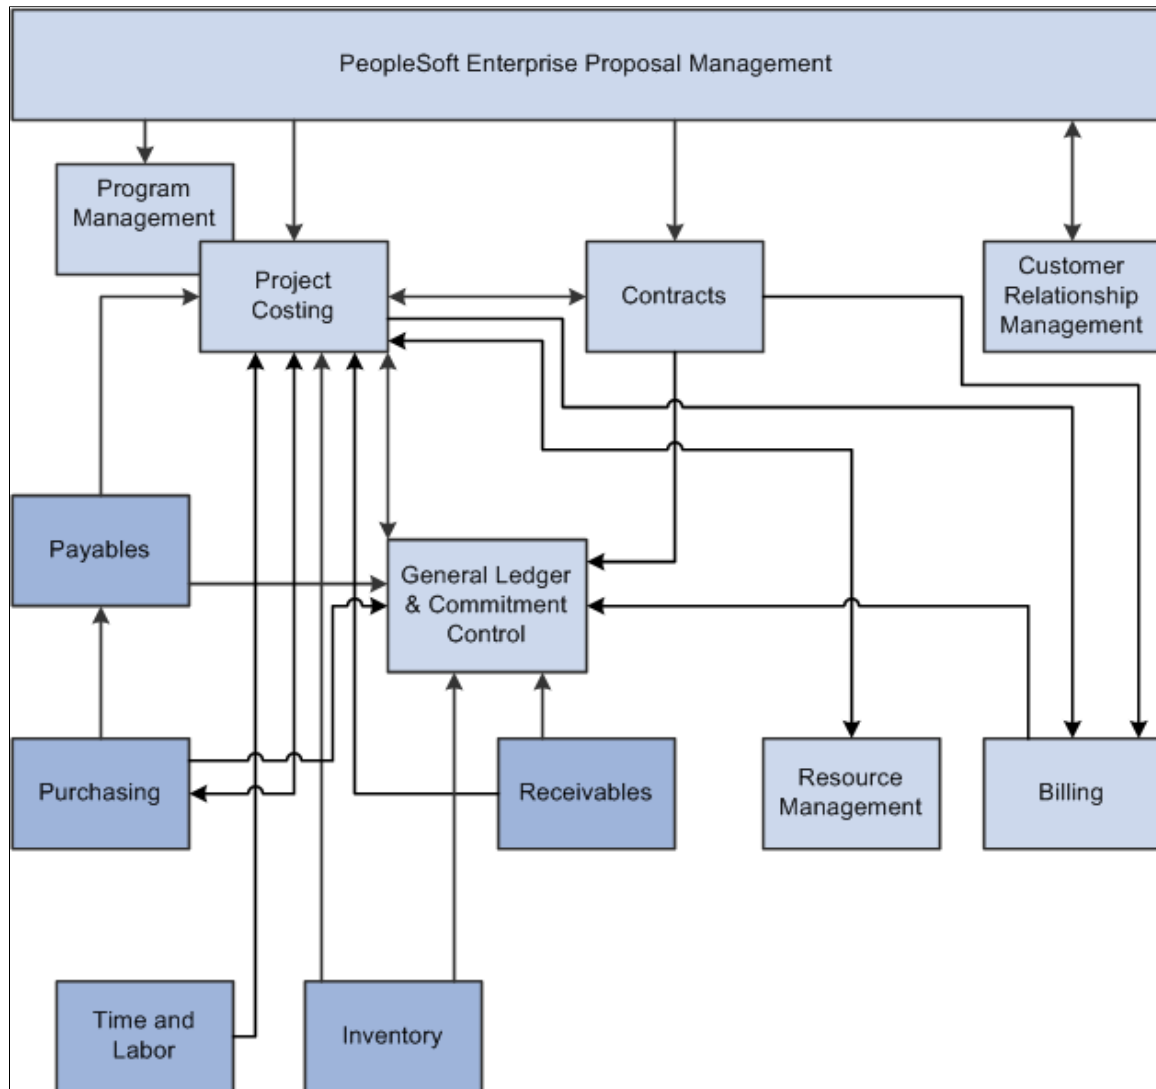 PeopleSoft Enterprise Proposal Management
Program
Management
Project
Costing
Contracts
Customer
Relationship
Management
Payables
General Ledger
& Commitment
Control
Purchasing
Receivables
Resource
Management
Billing
Time and
Labor
Inventory